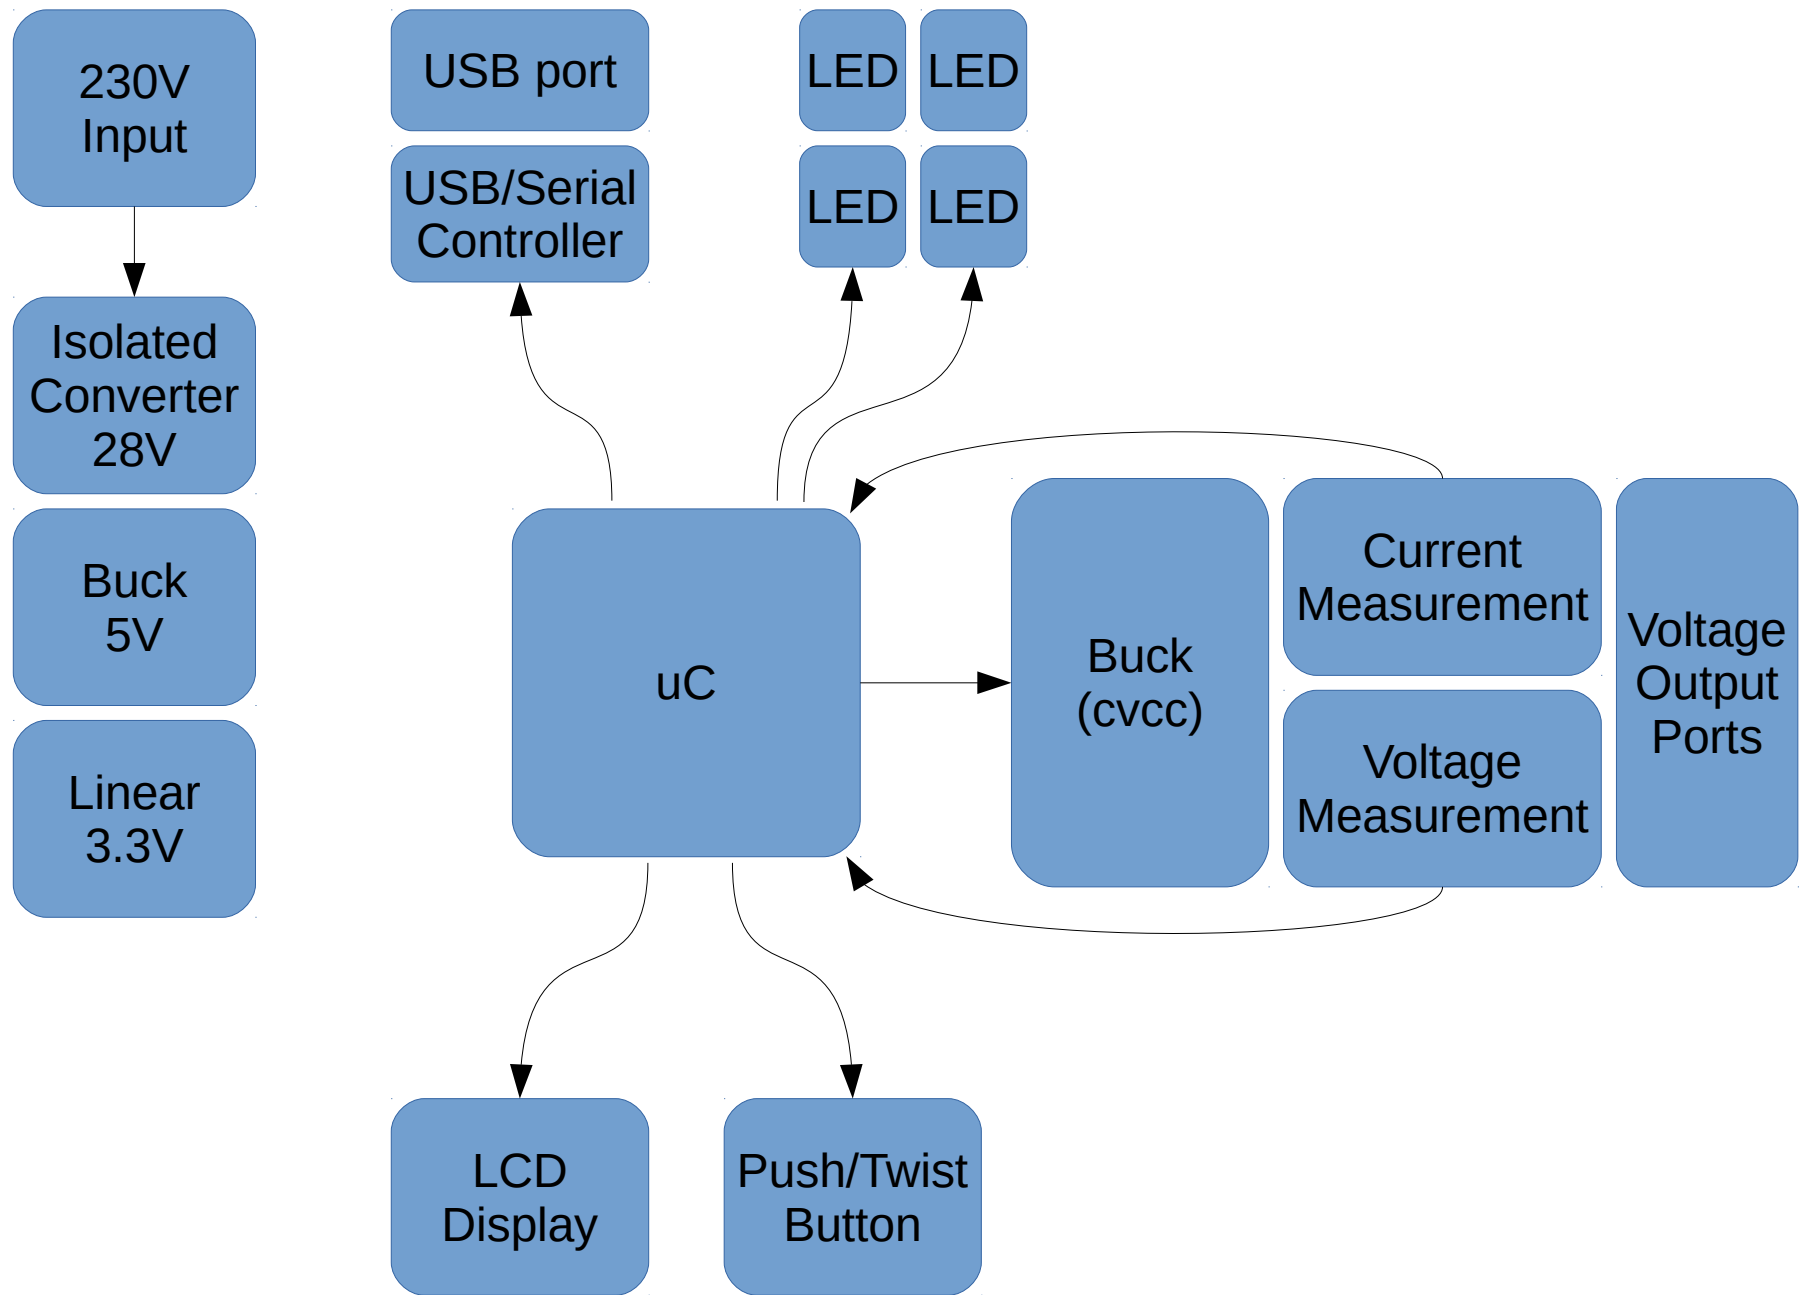 230V
Input
USB port
LED
LED
USB/Serial
Controller
LED
LED
Isolated
Converter
28V
Buck
5V
Linear
3.3V
uC
Buck
(cvcc)
Current
Measurement
Voltage
Measurement
Voltage
Output
Ports
LCD
Display
Push/Twist
Button